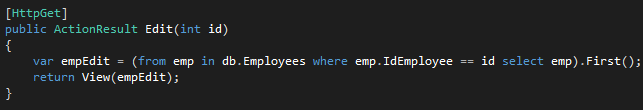 [HttpGet]
public ActionResult Edit(int id)
{
    var empEdit = (from emp in db.Employees where emp.IdEmployee == id select emp).First();
    return View(empEdit);
}